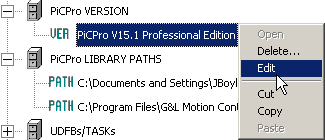 PiCPro VERSION
VER PiCPro V15.1 Professional Edition
Open
Delete...
PiCPro LIBRARY PATHS
Edit
PATH C:\Documents and Settings\JBoyl
Cut
PATH C:\Program Files\G&L Motion Cont
Copy
UDFBs/TASKs
Paste